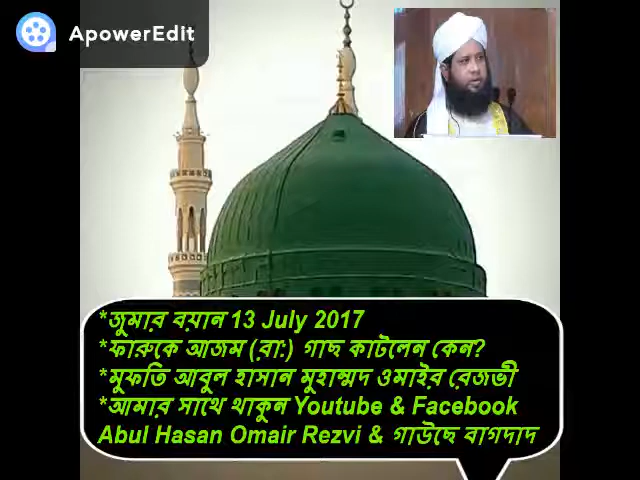 ApowerEdit
*জুমার বয়ান 13 July 2017
*ফারুকে আজম (রা:) গাছ কাটলেন কেন?
*মুফতি আবুল হাসান মুহাম্মদ ওমাইর রেজভী
*আমার সাথে থাকুন Youtube & Facebook
Abul Hasan Omair Rezvi & গাউছে বাগদাদ